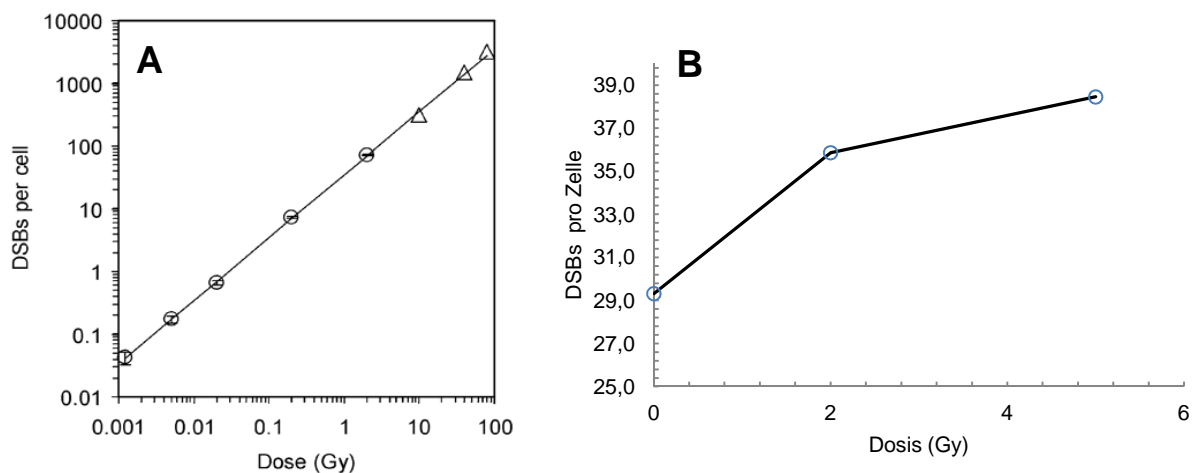 A
10000
1000
100
10
1
0.1
0.01
DSBs per cell
0.001 0.01 0.1 1 10 100
Dose (Gy)
B
39,0
37,0
35,0
33,0
31,0
29,0
27,0
25,0
DSBs pro Zelle
0 2 4 6
Dosis (Gy)